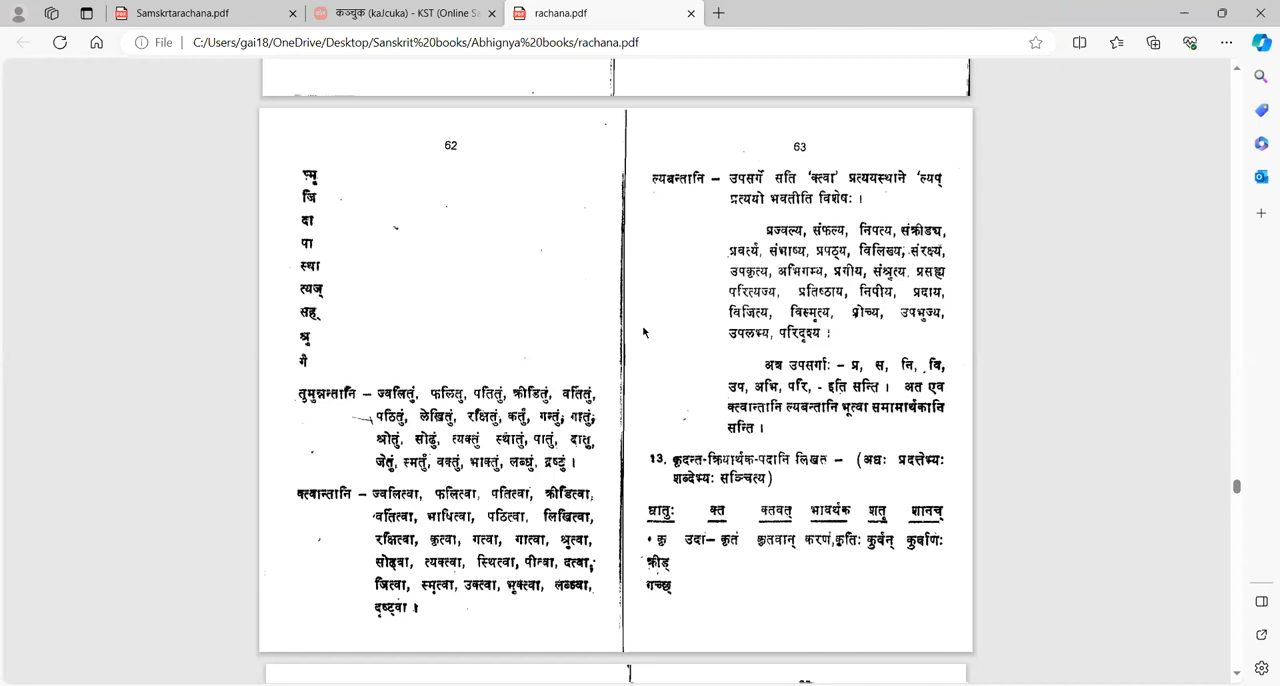 Samskrtarachana.pdf
कञ्चुक (kaJcuka) - KST (Online Sa
rachana.pdf
File
C:/Users/gai18/OneDrive/Desktop/Sanskrit%20books/Abhignya%20books/rachana.pdf
62
स्मृ
जि
दा
पा
स्था
त्यज्
सह्
श्रु
गै
तुमुन्नन्तानि – ज्वलितुं, फलितु, पतितुं, क्रीडितुं, वर्तितुं,
पठितुं, लेखितुं, रक्षितुं, कर्तुं, गन्तुं, गातुं;
श्रोतुं, सोढुं, त्यक्तुं स्थातुं, पातुं, दातु,
जेतुं, स्मर्तुं, वक्तुं, भोक्तुं, लब्धुं, द्रष्टुं ।
क्त्वान्तानि – ज्वलित्वा, फलित्वा, पतित्वा, क्रीडित्वा,
वर्तित्वा, भाषित्वा, पठित्वा, लिखित्वा,
रक्षित्वा, कृत्वा, गत्वा, गात्वा, श्रुत्वा,
सोढ्वा, त्यक्त्वा, स्थित्वा, पीत्वा, दत्वा,
जित्वा, स्मृत्वा, उक्त्वा, भुक्त्वा, लब्ध्वा,
दृष्ट्वा ।
63
ल्यबन्तानि – उपसर्गे सति 'क्त्वा' प्रत्ययस्थाने 'ल्यप्
प्रत्ययो भवतीति विशेषः ।
प्रज्वल्य, संफल्य, निपत्य, संक्रीड्य,
प्रवर्त्य, संभाष्य, प्रपठ्य, विलिख्य, संरक्ष्य,
उपकृत्य, अभिगम्य, प्रगीय, संश्रुत्य, प्रसह्य
परित्यज्य, प्रतिष्ठाय, निपीय, प्रदाय,
विजित्य, विस्मृत्य, प्रोच्य, उपभुज्य,
उपलभ्य, परिदृश्य :
अत्र उपसर्गाः – प्र, स, नि, वि,
उप, अभि, परि, - इति सन्ति । अत एव
क्त्वान्तानि ल्यबन्तानि भूत्वा समामार्थकानि
सन्ति ।
13. कृदन्त-क्रियार्थक-पदानि लिखत – (अधः प्रदत्तेभ्यः
शब्देभ्यः सञ्चित्य)
धातुः क्त क्तवत् भावर्थक शतृ शानच्
कृ उदा– कृतं कृतवान् करणं,कृतिः कुर्वन् कुर्वाणः
क्रीड्
गच्छ्